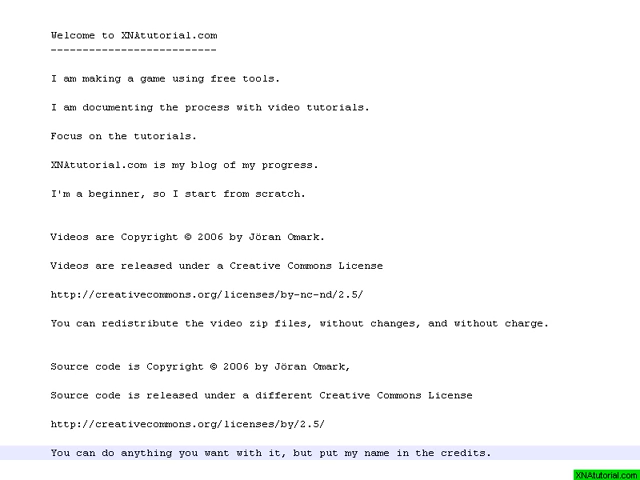 Welcome to XNAtutorial.com
--------------------------
I am making a game using free tools.
I am documenting the process with video tutorials.
Focus on the tutorials.
XNAtutorial.com is my blog of my progress.
I'm a beginner, so I start from scratch.
Videos are Copyright © 2006 by Jöran Omark.
Videos are released under a Creative Commons License
http://creativecommons.org/licenses/by-nc-nd/2.5/
You can redistribute the video zip files, without changes, and without charge.
Source code is Copyright © 2006 by Jöran Omark,
Source code is released under a different Creative Commons License
http://creativecommons.org/licenses/by/2.5/
You can do anything you want with it, but put my name in the credits.
XNAtutorial.com